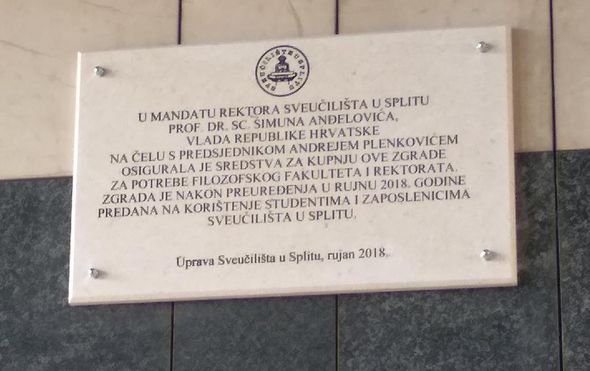 SVEUČILIŠTE U SPLITU
U MANDATU REKTORA SVEUČILIŠTA U SPLITU
PROF. DR. SC. ŠIMUNA ANĐELOVIĆA,
VLADA REPUBLIKE HRVATSKE
NA ČELU S PREDSJEDNIKOM ANDREJEM PLENKOVIĆEM
OSIGURALA JE SREDSTVA ZA KUPNJU OVE ZGRADE
ZA POTREBE FILOZOFSKOG FAKULTETA I REKTORATA.
ZGRADA JE NAKON PREUREĐENJA U RUJNU 2018. GODINE
PREDANA NA KORIŠTENJE STUDENTIMA I ZAPOSLENICIMA
SVEUČILIŠTA U SPLITU.
Uprava Sveučilišta u Splitu, rujan 2018.